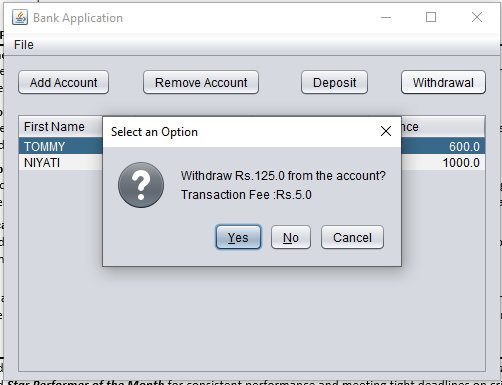 Bank Application
File
Add Account Remove Account Deposit Withdrawal
First Name
TOMMY 600.0
NIYATI 1000.0
Select an Option
Withdraw Rs.125.0 from the account?
Transaction Fee :Rs.5.0
Yes No Cancel
Star Performer of the Month for consistent performance and meeting tight deadlines on